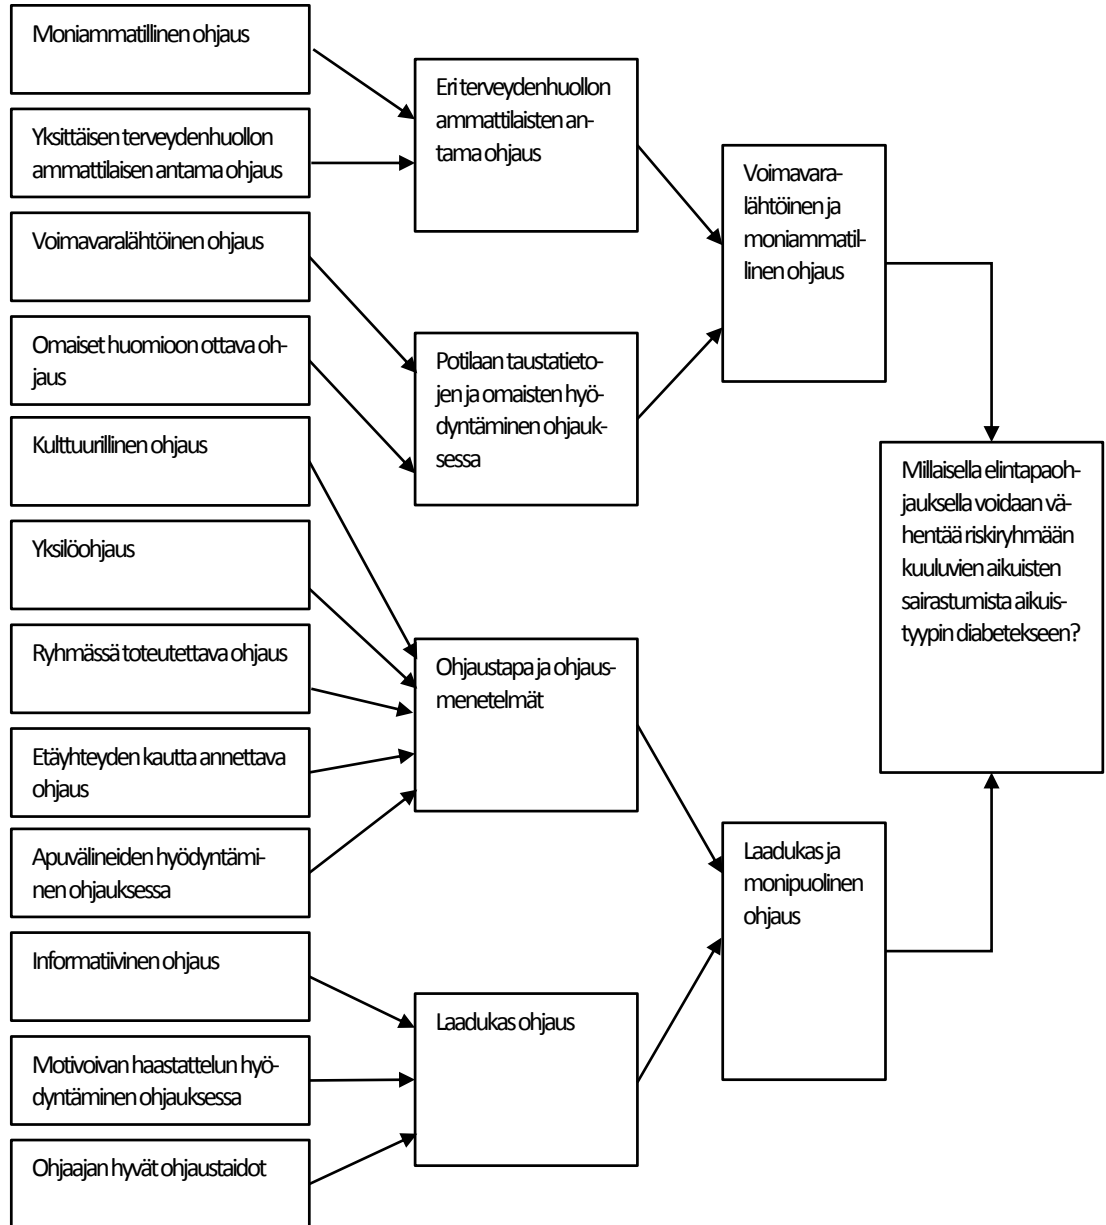 Moniammatillinen ohjaus
Yksittäisen terveydenhuollon
ammattilaisen antama ohjaus
Voimavaralähtöinen ohjaus
Omaiset huomioon ottava oh-
jaus
Kulttuurillinen ohjaus
Yksilöohjaus
Ryhmässä toteutettava ohjaus
Etäyhteyden kautta annettava
ohjaus
Apuvälineiden hyödyntämi-
nen ohjauksessa
Informatiivinen ohjaus
Motivoivan haastattelun hyö-
dyntäminen ohjauksessa
Ohjaajan hyvät ohjaustaidot
Eri terveydenhuollon
ammattilaisten an-
tama ohjaus
Potilaan taustatieto-
jen ja omaisten hyö-
dyntäminen ohjauk-
sessa
Ohjaustapa ja ohjaus-
menetelmät
Laadukas ohjaus
Voimavara-
lähtöinen ja
moniammatil-
linen ohjaus
Laadukas ja
monipuolinen
ohjaus
Millaisella elintapaoh-
jauksella voidaan vä-
hentää riskiryhmään
kuuluvien aikuisten
sairastumista aikuis-
typin diabetekseen?